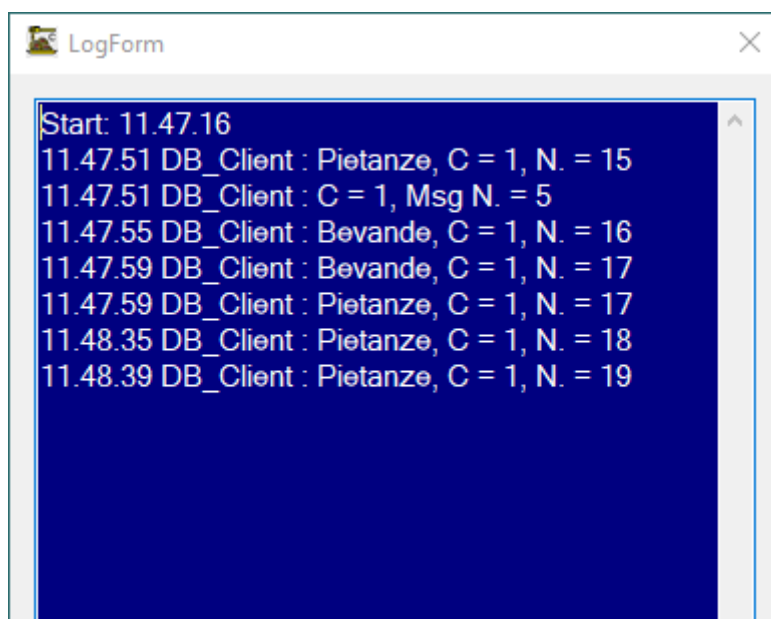 LogForm
Start: 11.47.16
11.47.51 DB_Client : Pietanze, C = 1, N. = 15
11.47.51 DB_Client : C = 1, Msg N. = 5
11.47.55 DB_Client : Bevande, C = 1, N. = 16
11.47.59 DB_Client : Bevande, C = 1, N. = 17
11.47.59 DB_Client : Pietanze, C = 1, N. = 17
11.48.35 DB_Client : Pietanze, C = 1, N. = 18
11.48.39 DB_Client : Pietanze, C = 1, N. = 19